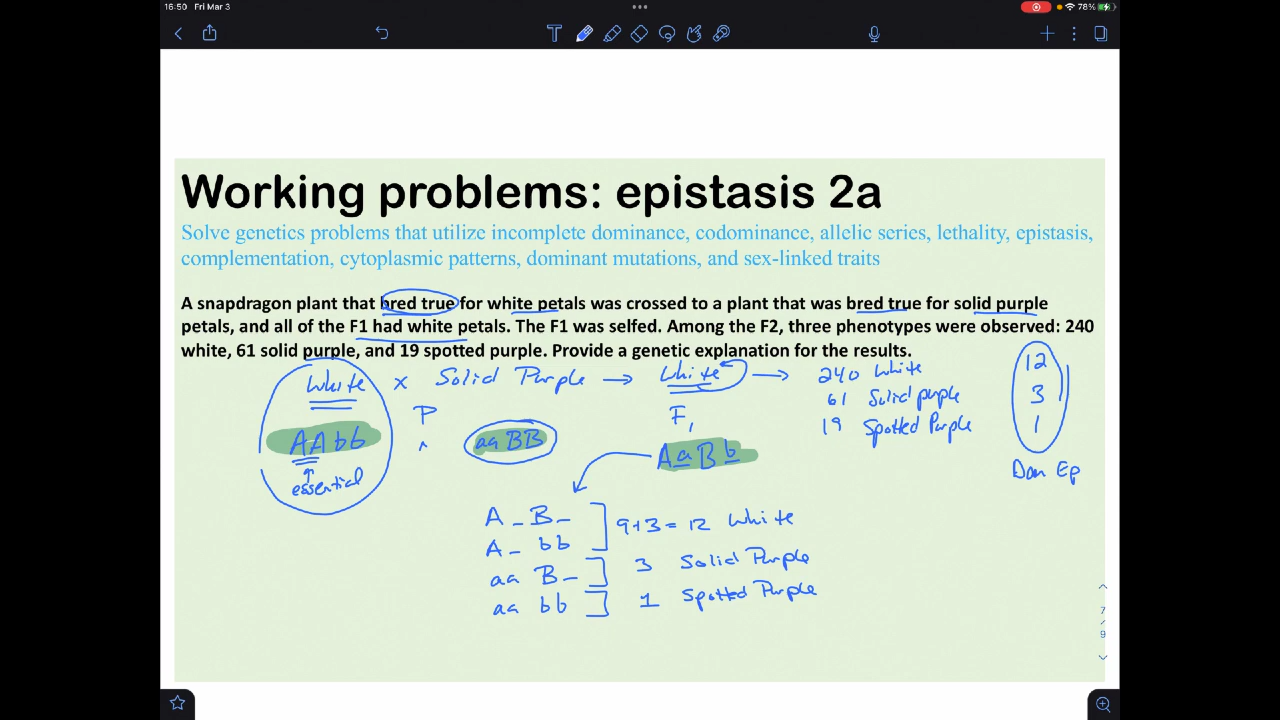 16:50 Fri Mar 3
78%
Working problems: epistasis 2a
Solve genetics problems that utilize incomplete dominance, codominance, allelic series, lethality, epistasis,
complementation, cytoplasmic patterns, dominant mutations, and sex-linked traits
A snapdragon plant that bred true for white petals was crossed to a plant that was bred true for solid purple
petals, and all of the F1 had white petals. The F1 was selfed. Among the F2, three phenotypes were observed: 240
white, 61 solid purple, and 19 spotted purple. Provide a genetic explanation for the results.
White x Solid Purple → White → 240 White 12
61 Solid purple 3
P F1 19 Spotted Purple 1
AAbb aaBB AaBb Dom Ep
essential
A_B_ 9+3=12 White
A_ bb
aa B_ 3 Solid Purple
aa bb 1 Spotted Purple
7
/
9